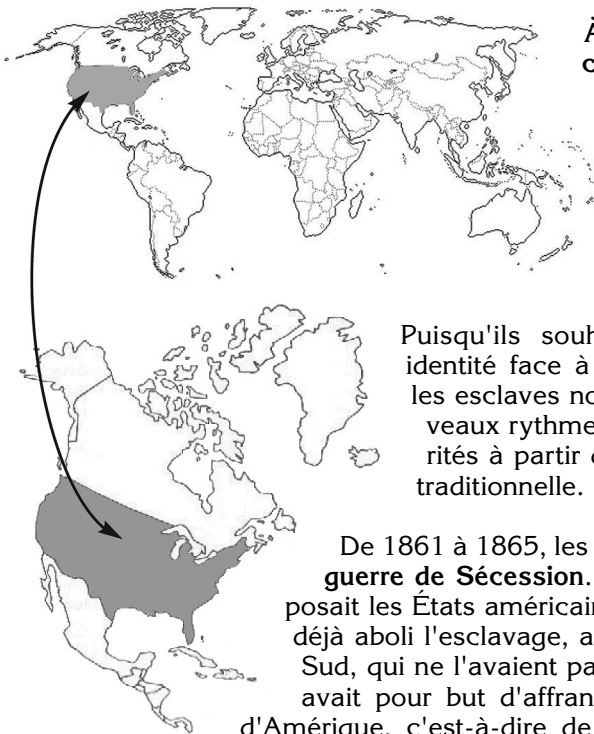 À
c
Puisqu'ils souh
identité face à
les esclaves no
veaux rythme
rités à partir d
traditionnelle.
De 1861 à 1865, les
guerre de Sécession.
posait les États américain
déjà aboli l'esclavage, a
Sud, qui ne l'avaient pa
avait pour but d'affran
d'Amérique, c'est-à-dire de